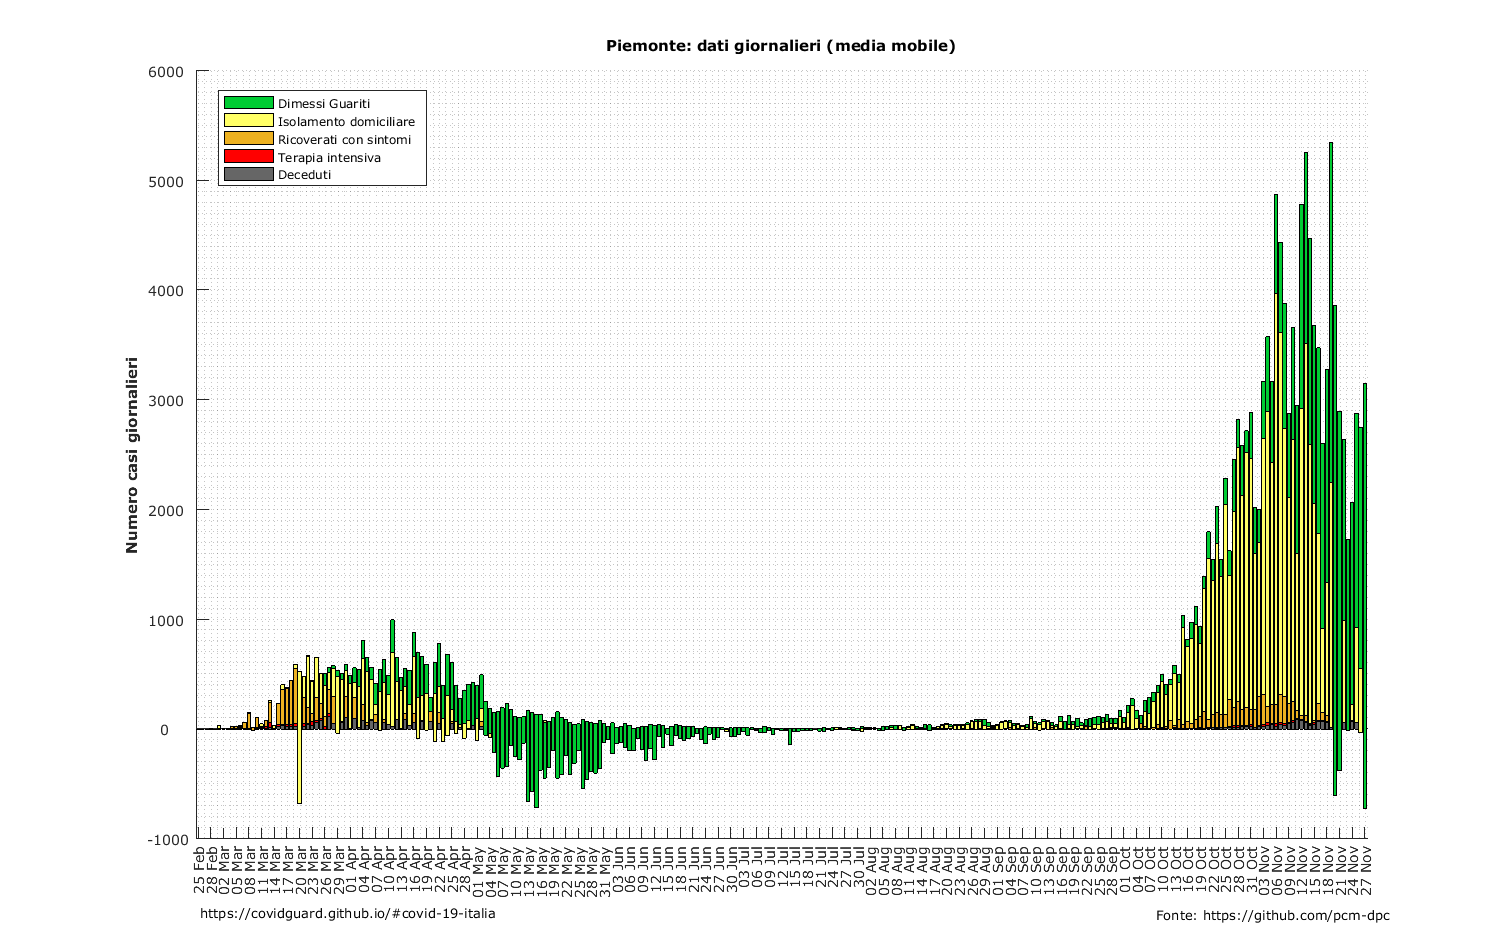 Piemonte: dati giornalieri (media mobile)
6000
5000
4000
3000
2000
1000
0
-1000
Numero casi giornalieri
Dimessi Guariti
Isolamento domiciliare
Ricoverati con sintomi
Terapia intensiva
Deceduti
25 Feb
28 Feb
02 Mar
05 Mar
08 Mar
11 Mar
14 Mar
17 Mar
20 Mar
23 Mar
26 Mar
29 Mar
01 Apr
04 Apr
07 Apr
10 Apr
13 Apr
16 Apr
19 Apr
22 Apr
25 Apr
28 Apr
01 May
04 May
07 May
10 May
13 May
16 May
19 May
22 May
25 May
28 May
31 May
03 Jun
06 Jun
09 Jun
12 Jun
15 Jun
18 Jun
21 Jun
24 Jun
27 Jun
30 Jun
03 Jul
06 Jul
09 Jul
12 Jul
15 Jul
18 Jul
21 Jul
24 Jul
27 Jul
30 Jul
02 Aug
05 Aug
08 Aug
11 Aug
14 Aug
17 Aug
20 Aug
23 Aug
26 Aug
29 Aug
01 Sep
04 Sep
07 Sep
10 Sep
13 Sep
16 Sep
19 Sep
22 Sep
25 Sep
28 Sep
01 Oct
04 Oct
07 Oct
10 Oct
13 Oct
16 Oct
19 Oct
22 Oct
25 Oct
28 Oct
31 Oct
03 Nov
06 Nov
09 Nov
12 Nov
15 Nov
18 Nov
21 Nov
24 Nov
27 Nov
https://covidguard.github.io/#covid-19-italia
Fonte: https://github.com/pcm-dpc